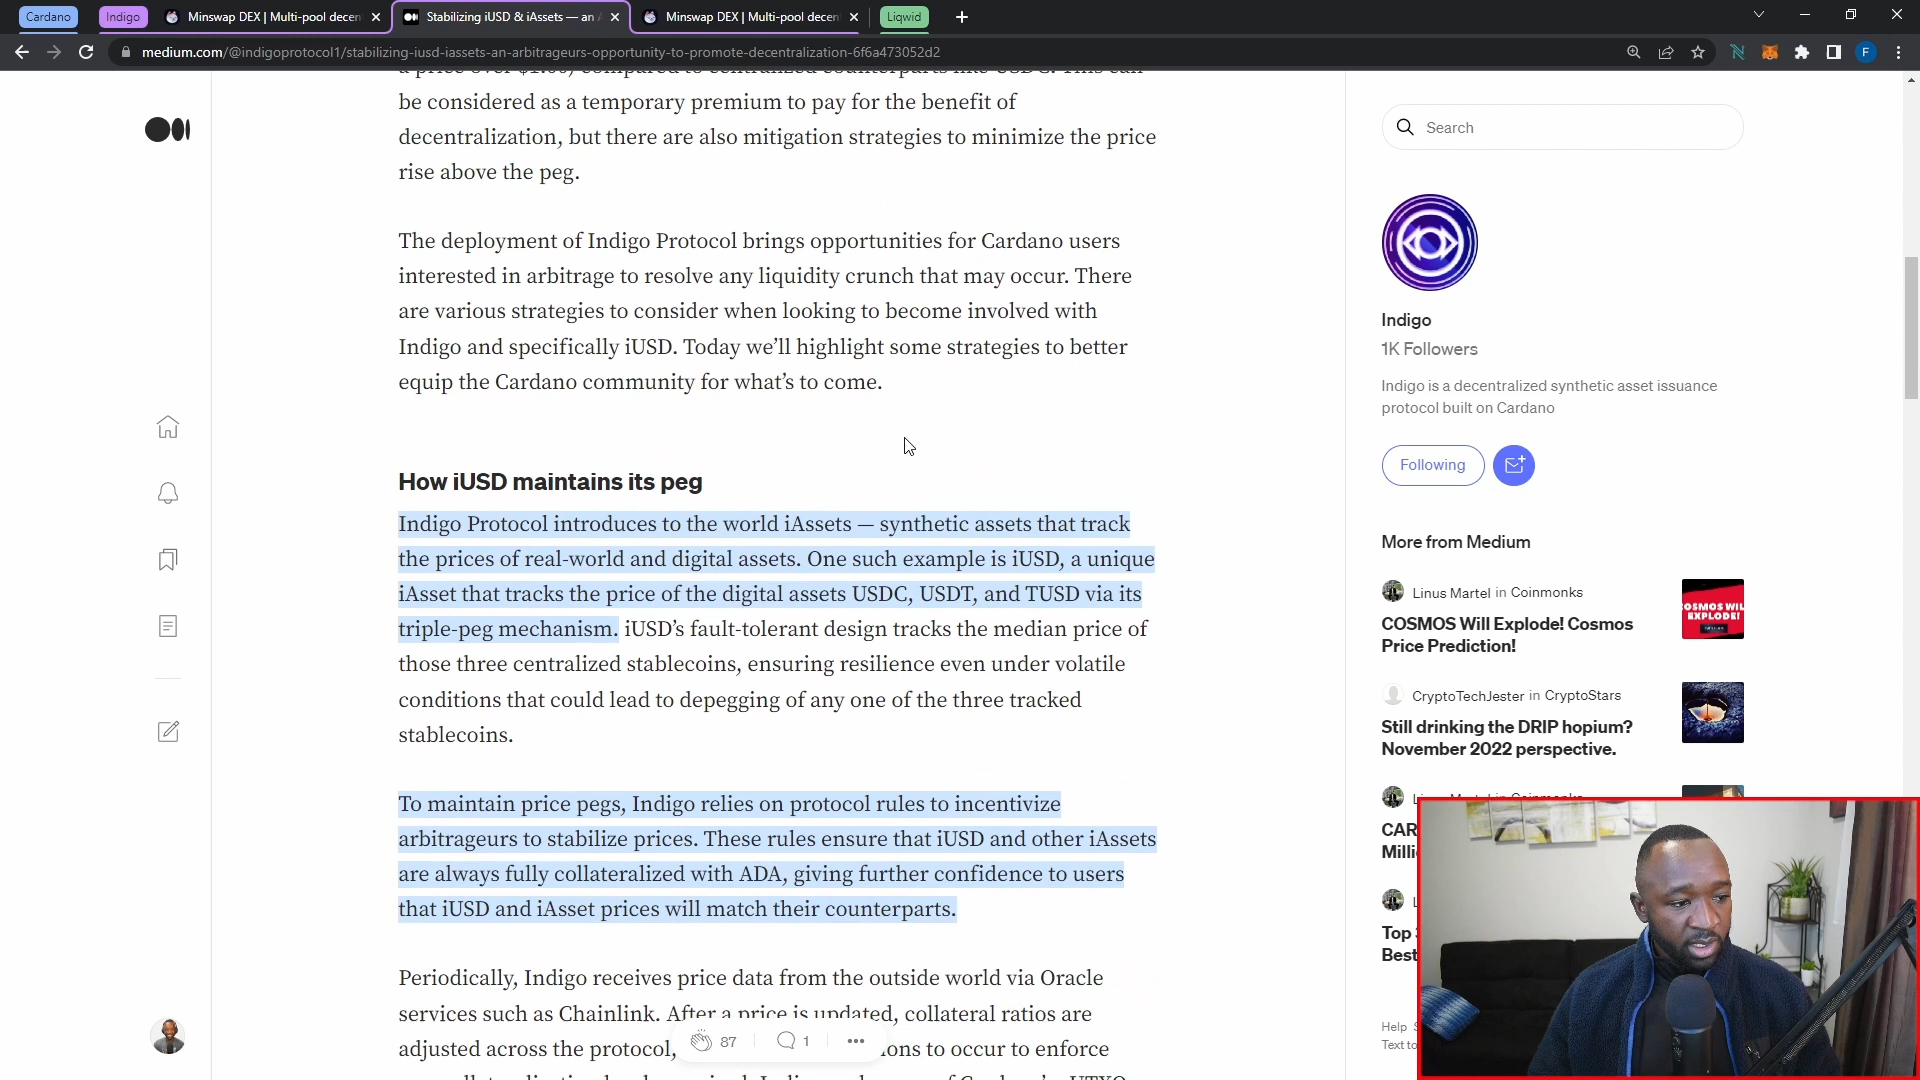 Cardano
Indigo
Minswap DEX | Multi-pool decen
Stabilizing iUSD & iAssets — an A
Minswap DEX | Multi-pool decen
Liqwid
medium.com/@indigoprotocol1/stabilizing-iusd-iassets-an-arbitrageurs-opportunity-to-promote-decentralization-6f6a473052d2
F
a price over $1.00, compared to centralized counterparts like USDC. This can
be considered as a temporary premium to pay for the benefit of
decentralization, but there are also mitigation strategies to minimize the price
rise above the peg.
The deployment of Indigo Protocol brings opportunities for Cardano users
interested in arbitrage to resolve any liquidity crunch that may occur. There
are various strategies to consider when looking to become involved with
Indigo and specifically iUSD. Today we’ll highlight some strategies to better
equip the Cardano community for what’s to come.
How iUSD maintains its peg
Indigo Protocol introduces to the world iAssets — synthetic assets that track
the prices of real-world and digital assets. One such example is iUSD, a unique
iAsset that tracks the price of the digital assets USDC, USDT, and TUSD via its
triple-peg mechanism. iUSD’s fault-tolerant design tracks the median price of
those three centralized stablecoins, ensuring resilience even under volatile
conditions that could lead to depegging of any one of the three tracked
stablecoins.
To maintain price pegs, Indigo relies on protocol rules to incentivize
arbitrageurs to stabilize prices. These rules ensure that iUSD and other iAssets
are always fully collateralized with ADA, giving further confidence to users
that iUSD and iAsset prices will match their counterparts.
Periodically, Indigo receives price data from the outside world via Oracle
services such as Chainlink. After a price is updated, collateral ratios are
adjusted across the protocol, ons to occur to enforce
87
1
Search
Indigo
1K Followers
Indigo is a decentralized synthetic asset issuance
protocol built on Cardano
Following
More from Medium
Linus Martel in Coinmonks
COSMOS Will Explode! Cosmos
Price Prediction!
COSMOS WILL
EXPLODE!
CryptoTechJester in CryptoStars
Still drinking the DRIP hopium?
November 2022 perspective.
CAR
Milli
Top
Best
Help
Text to